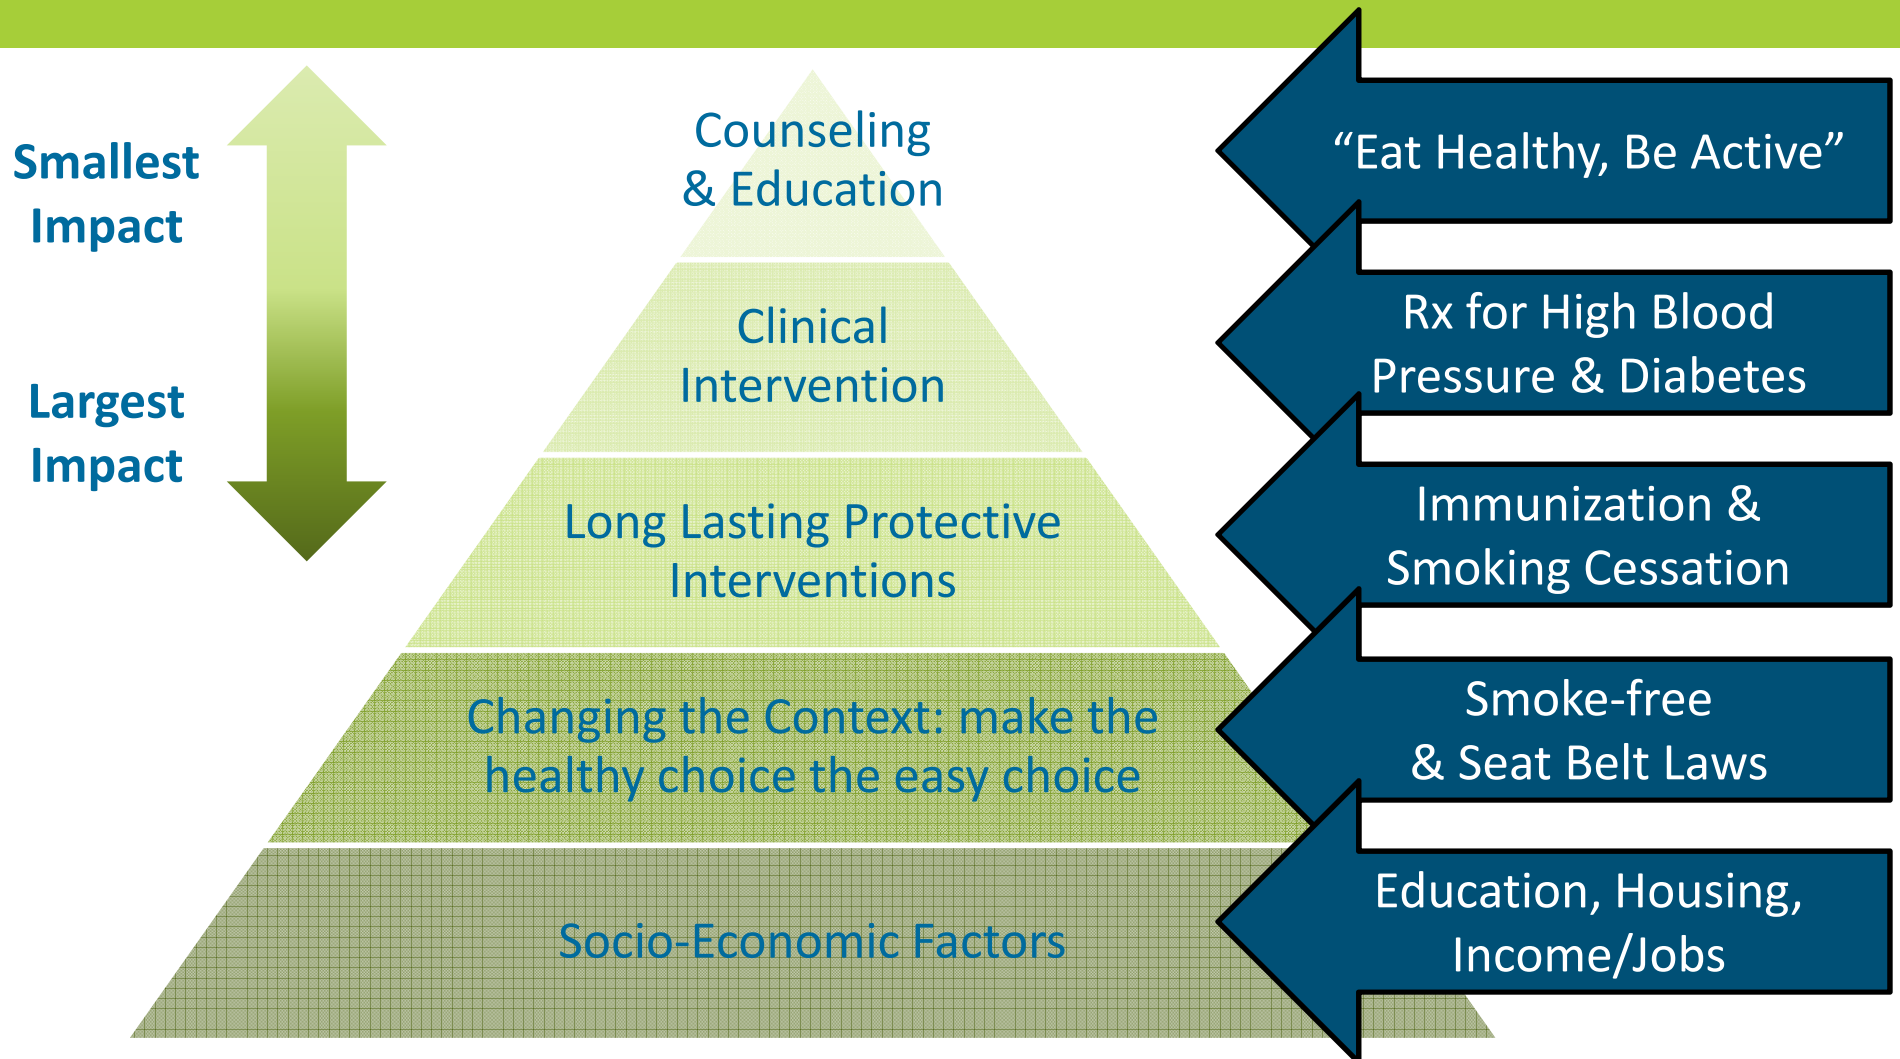 Smallest
Impact
Largest
Impact
Counseling
& Education
Clinical
Intervention
Long Lasting Protective
Interventions
Changing the Context: make the
healthy choice the easy choice
Socio-Economic Factors
“Eat Healthy, Be Active”
Rx for High Blood
Pressure & Diabetes
Immunization &
Smoking Cessation
Smoke-free
& Seat Belt Laws
Education, Housing,
Income/Jobs